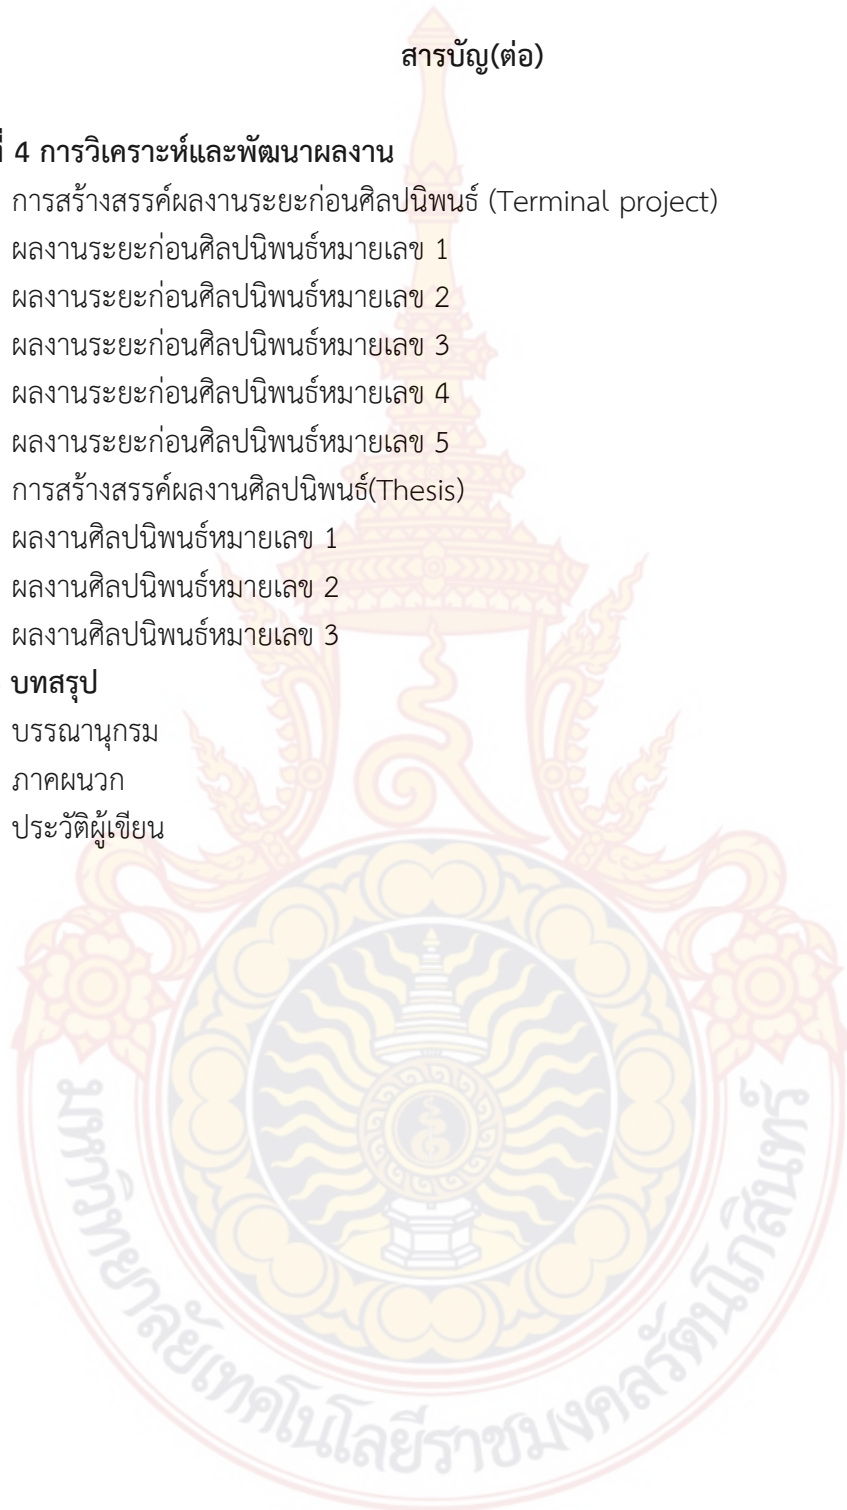 สารบัญ(ต่อ)
ที่ 4 การวิเคราะห์และพัฒนาผลงาน
การสร้างสรรค์ผลงานระยะก่อนศิลปนิพนธ์ (Terminal project)
ผลงานระยะก่อนศิลปนิพนธ์หมายเลข 1
ผลงานระยะก่อนศิลปนิพนธ์หมายเลข 2
ผลงานระยะก่อนศิลปนิพนธ์หมายเลข 3
ผลงานระยะก่อนศิลปนิพนธ์หมายเลข 4
ผลงานระยะก่อนศิลปนิพนธ์หมายเลข 5
การสร้างสรรค์ผลงานศิลปนิพนธ์(Thesis)
ผลงานศิลปนิพนธ์หมายเลข 1
ผลงานศิลปนิพนธ์หมายเลข 2
ผลงานศิลปนิพนธ์หมายเลข 3
บทสรุป
บรรณานุกรม
ภาคผนวก
ประวัติผู้เขียน
มหาวิทยาลัยเทคโนโลยีราชมงคลรัตนโกสินทร์